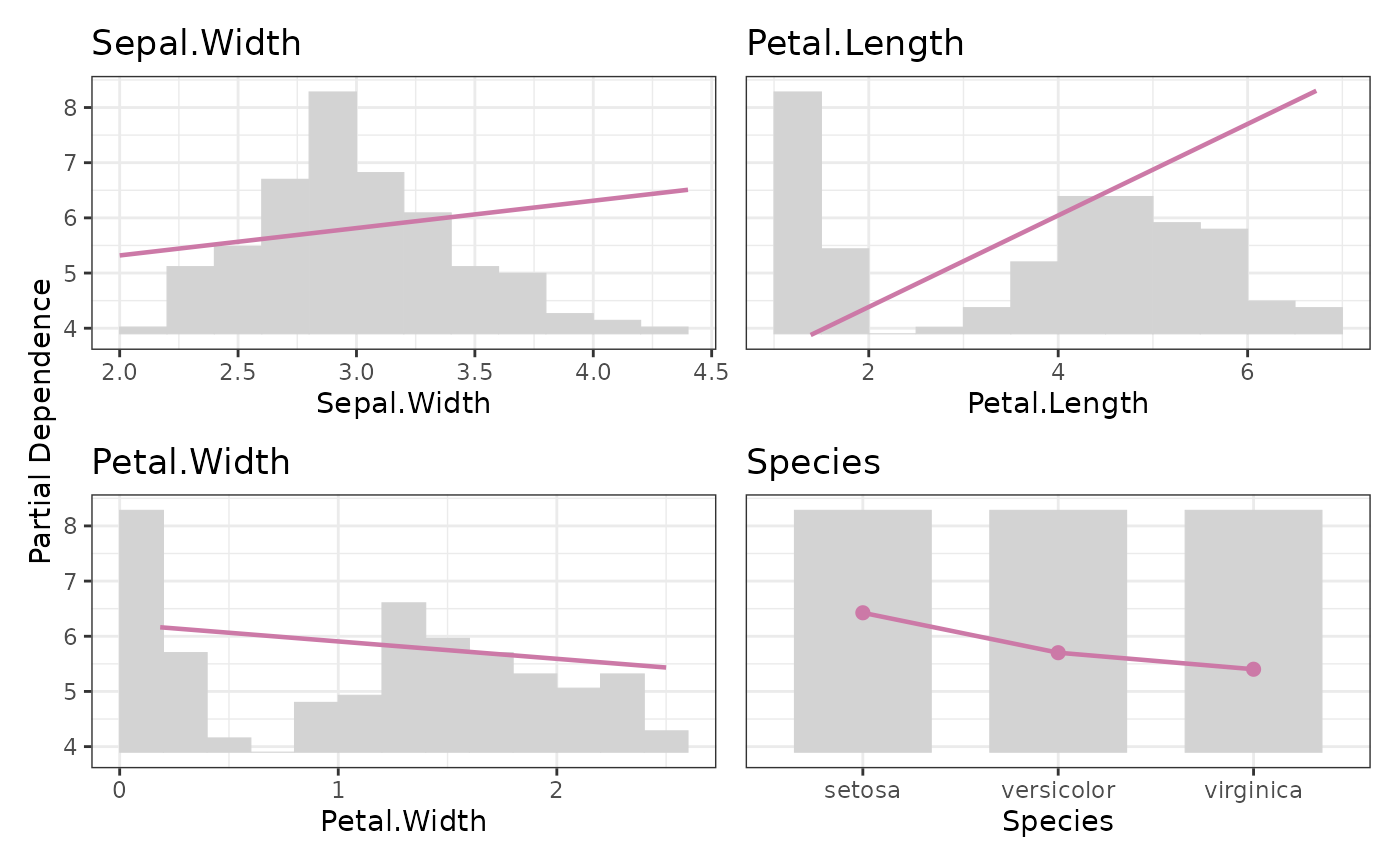 Sepal.Width
Petal.Length
8
7
6
5
4
2.0 2.5 3.0 3.5 4.0 4.5
2 4 6
Sepal.Width
Petal.Length
Partial Dependence
Petal.Width
Species
8
7
6
5
4
0 1 2
setosa versicolor virginica
Petal.Width
Species